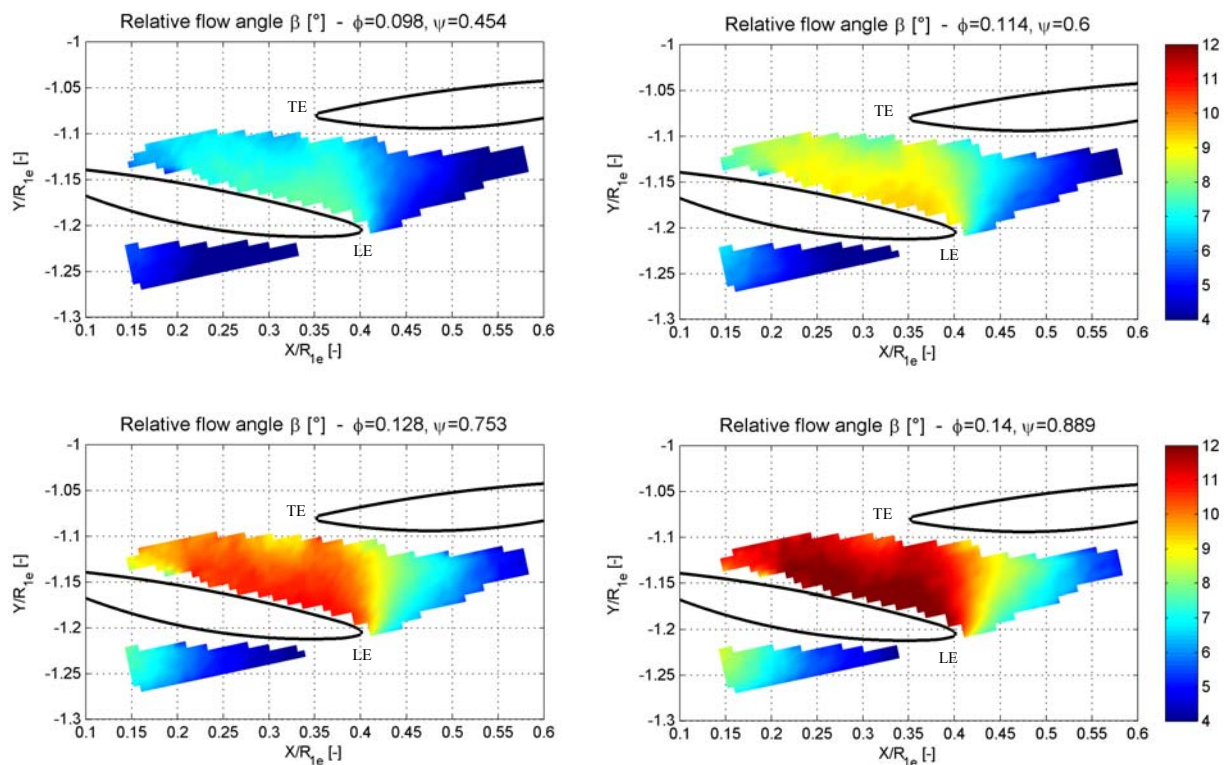 Relative flow angle β [°] - ϕ=0.098, ψ=0.454
-1
-1.05
-1.1
-1.15
-1.2
-1.25
-1.3
Y/R1e [-]
TE
LE
0.1 0.15 0.2 0.25 0.3 0.35 0.4 0.45 0.5 0.55 0.6
X/R1e [-]
Relative flow angle β [°] - ϕ=0.114, ψ=0.6
-1
-1.05
-1.1
-1.15
-1.2
-1.25
-1.3
Y/R1e [-]
TE
LE
0.1 0.15 0.2 0.25 0.3 0.35 0.4 0.45 0.5 0.55 0.6
X/R1e [-]
12
11
10
9
8
7
6
5
4
Relative flow angle β [°] - ϕ=0.128, ψ=0.753
-1
-1.05
-1.1
-1.15
-1.2
-1.25
-1.3
Y/R1e [-]
TE
LE
0.1 0.15 0.2 0.25 0.3 0.35 0.4 0.45 0.5 0.55 0.6
X/R1e [-]
Relative flow angle β [°] - ϕ=0.14, ψ=0.889
-1
-1.05
-1.1
-1.15
-1.2
-1.25
-1.3
Y/R1e [-]
TE
LE
0.1 0.15 0.2 0.25 0.3 0.35 0.4 0.45 0.5 0.55 0.6
X/R1e [-]
12
11
10
9
8
7
6
5
4